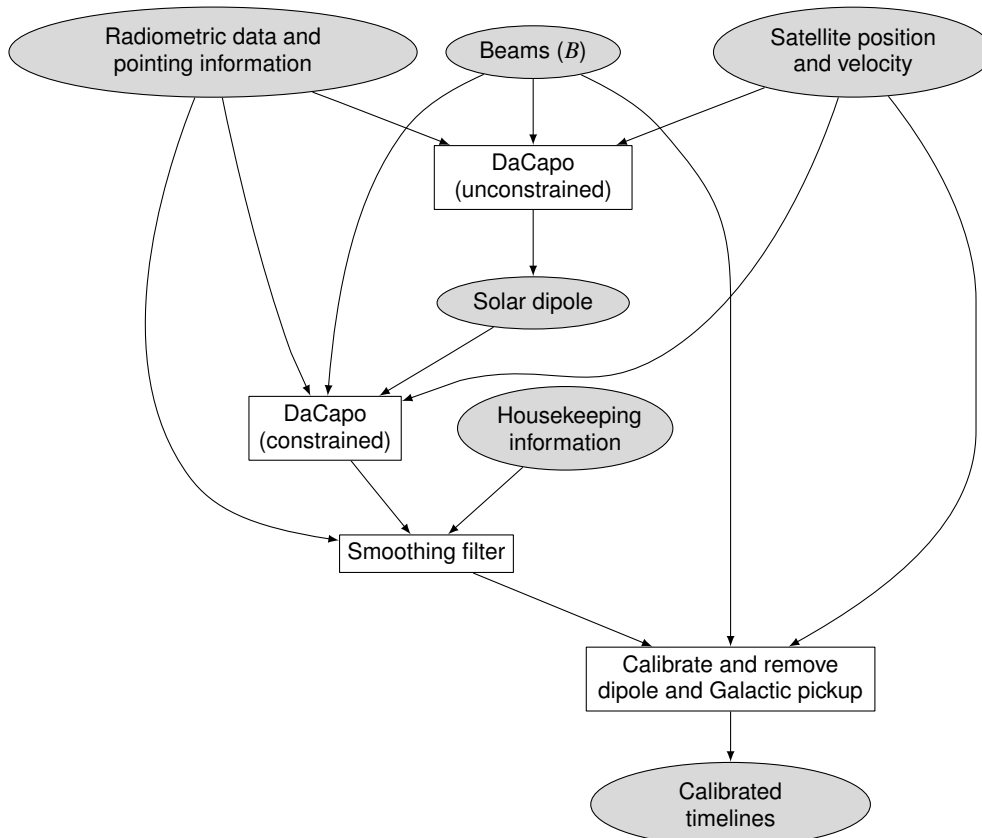 Radiometric data and
pointing information
Beams (B)
Satellite position
and velocity
DaCapo
(unconstrained)
Solar dipole
DaCapo
(constrained)
Housekeeping
information
Smoothing filter
Calibrate and remove
dipole and Galactic pickup
Calibrated
timelines